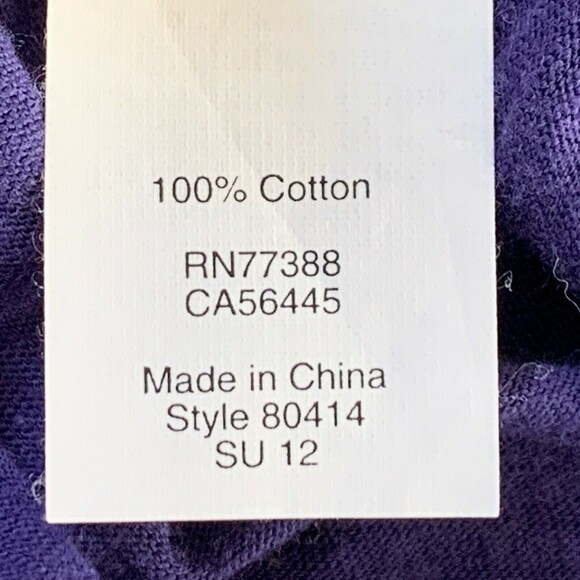 100% Cotton
RN77388
CA56445
Made in China
Style 80414
SU 12